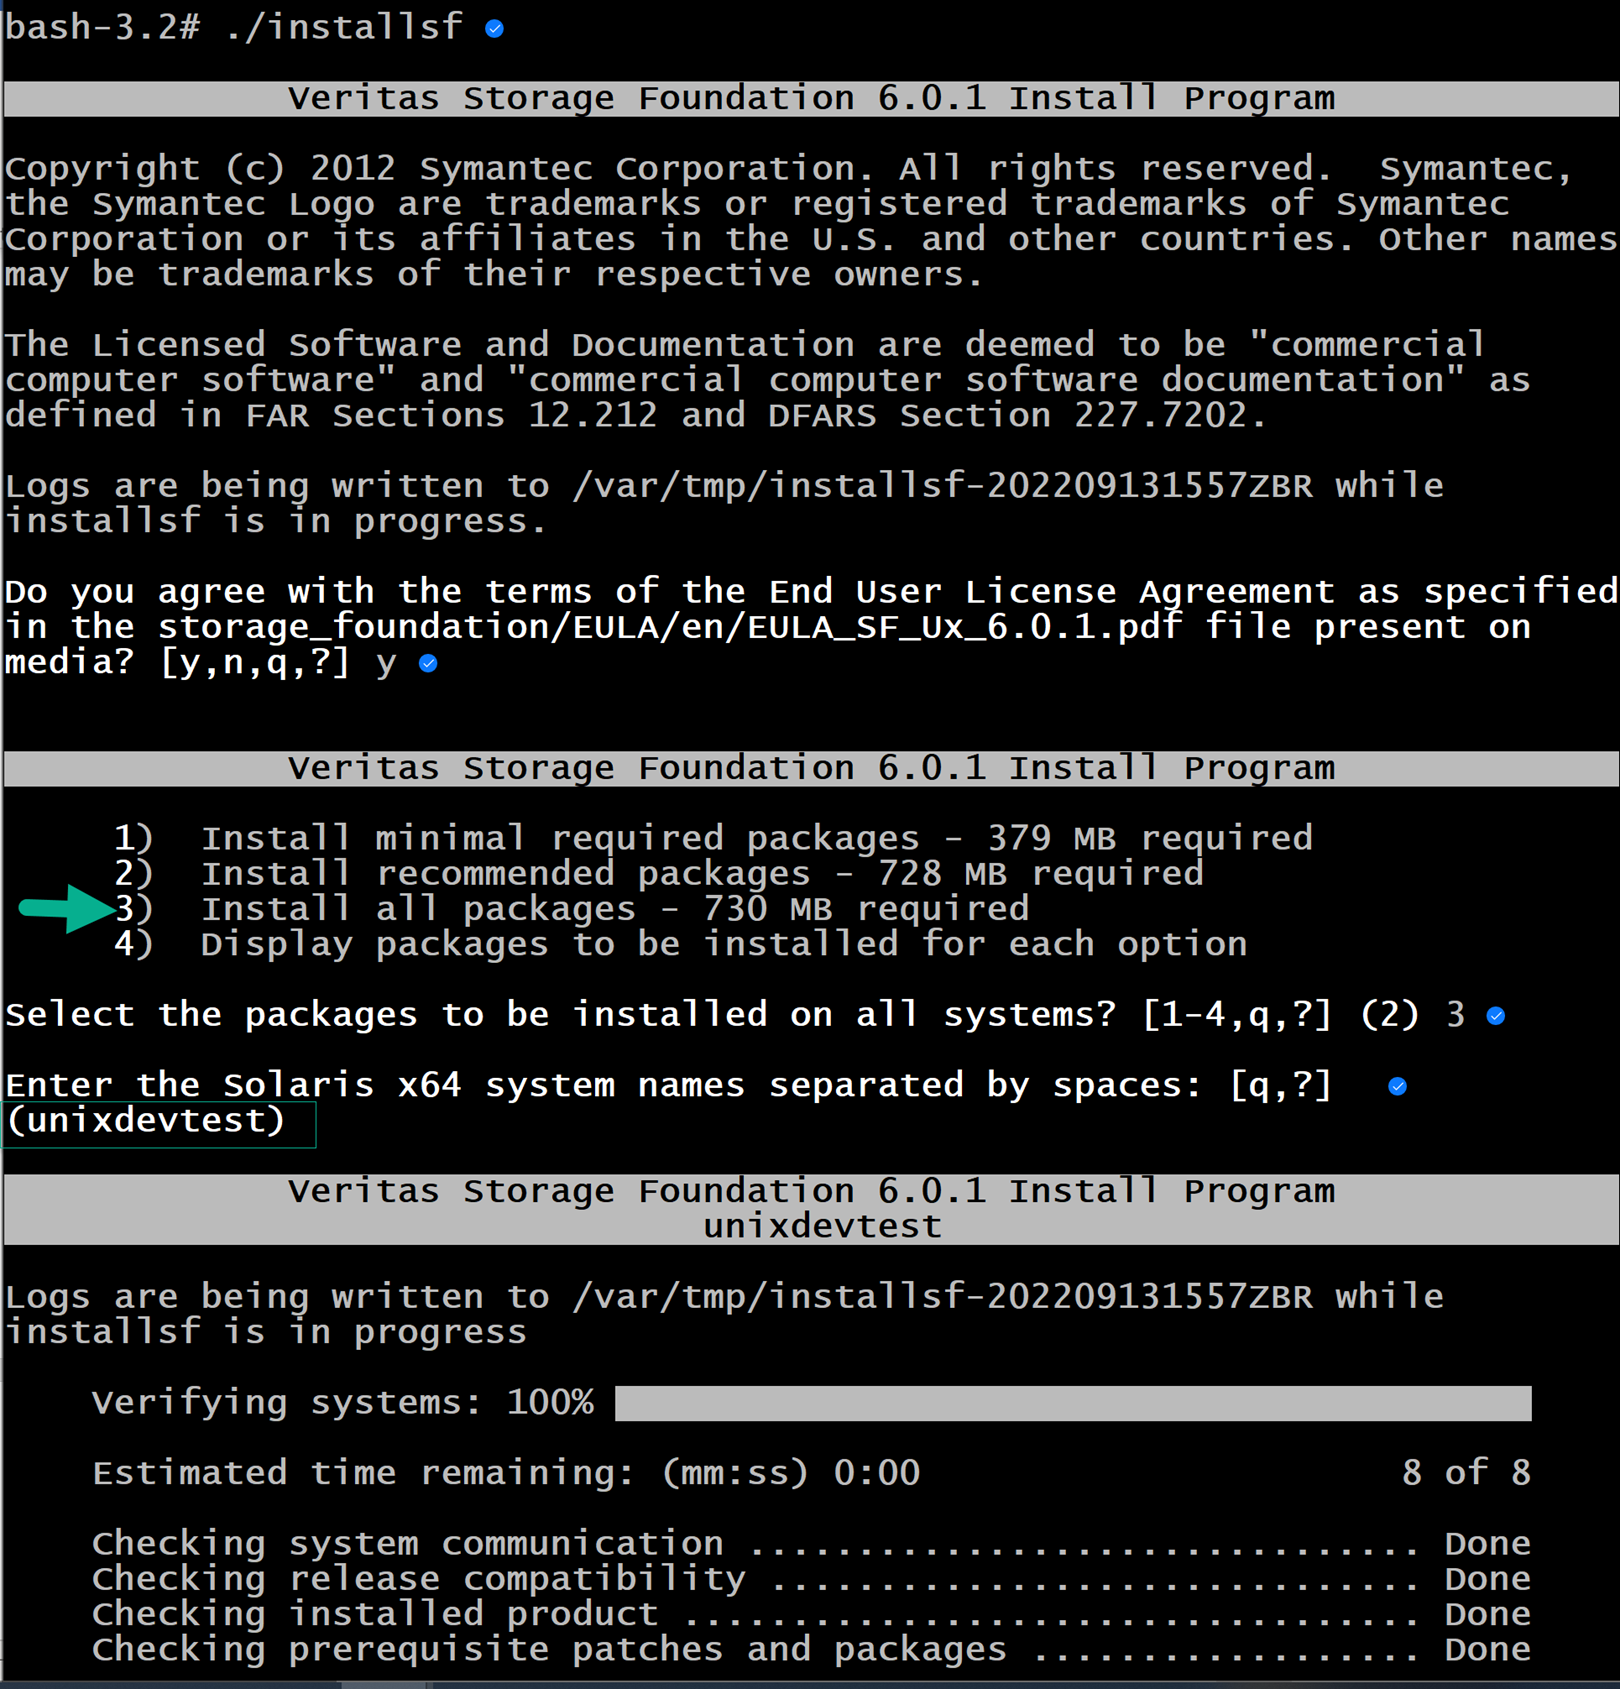 bash-3.2# ./installsf
Veritas Storage Foundation 6.0.1 Install Program
Copyright (c) 2012 Symantec Corporation. All rights reserved.  Symantec,
the Symantec Logo are trademarks or registered trademarks of Symantec
Corporation or its affiliates in the U.S. and other countries. Other names
may be trademarks of their respective owners.
The Licensed Software and Documentation are deemed to be "commercial
computer software" and "commercial computer software documentation" as
defined in FAR Sections 12.212 and DFARS Section 227.7202.
Logs are being written to /var/tmp/installsf-202209131557ZBR while
installsf is in progress.
Do you agree with the terms of the End User License Agreement as specified
in the storage_foundation/EULA/en/EULA_SF_Ux_6.0.1.pdf file present on
media? [y,n,q,?] y
Veritas Storage Foundation 6.0.1 Install Program
1)  Install minimal required packages - 379 MB required
2)  Install recommended packages - 728 MB required
3)  Install all packages - 730 MB required
4)  Display packages to be installed for each option
Select the packages to be installed on all systems? [1-4,q,?] (2) 3
Enter the Solaris x64 system names separated by spaces: [q,?]
(unixdevtest)
Veritas Storage Foundation 6.0.1 Install Program
unixdevtest
Logs are being written to /var/tmp/installsf-202209131557ZBR while
installsf is in progress
Verifying systems: 100%
Estimated time remaining: (mm:ss) 0:00 8 of 8
Checking system communication ............................... Done
Checking release compatibility .............................. Done
Checking installed product .................................. Done
Checking prerequisite patches and packages .................. Done